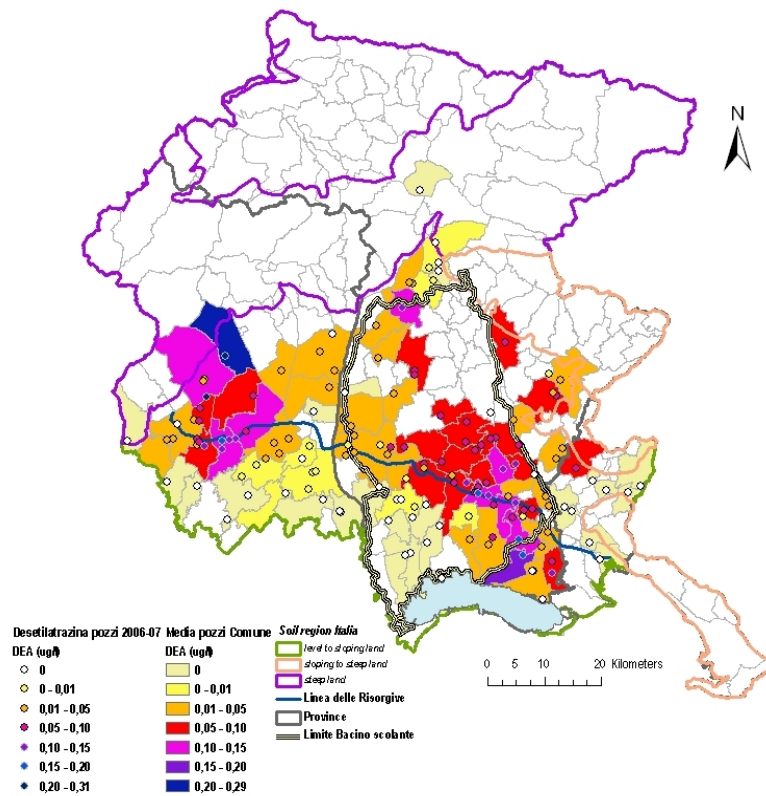 N
Desetilatrazina pozzi 2006-07
DEA (ug/l)
0
0 - 0,01
0,01 - 0,05
0,05 - 0,10
0,10 - 0,15
0,15 - 0,20
0,20 - 0,31
Media pozzi Comune
DEA (ug/l)
0
0 - 0,01
0,01 - 0,05
0,05 - 0,10
0,10 - 0,15
0,15 - 0,20
0,20 - 0,29
Soil region Italia
level to sloping land
sloping to steep land
steep land
Linea delle Risorgive
Province
Limite Bacino scolante
0 5 10 20 Kilometers